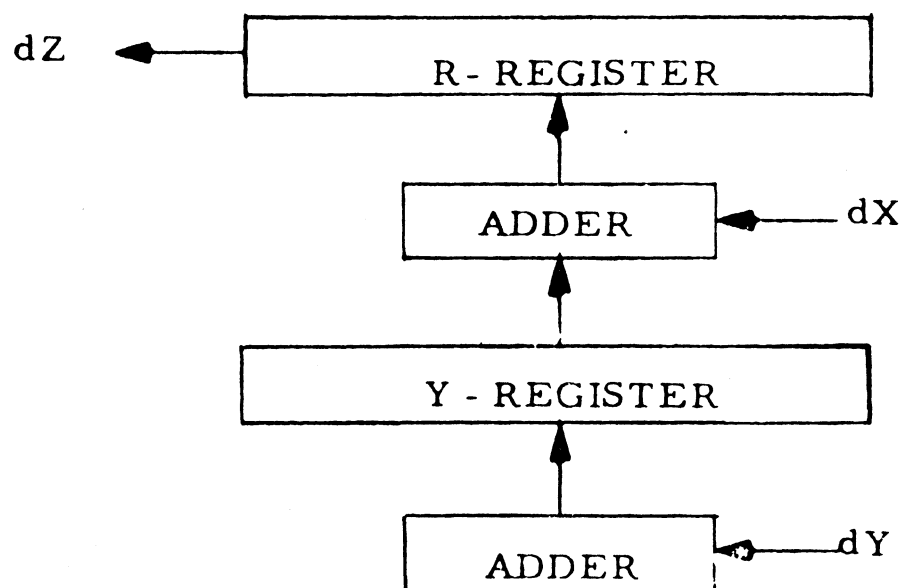 dZ
R - REGISTER
ADDER
dX
Y - REGISTER
ADDER
dY